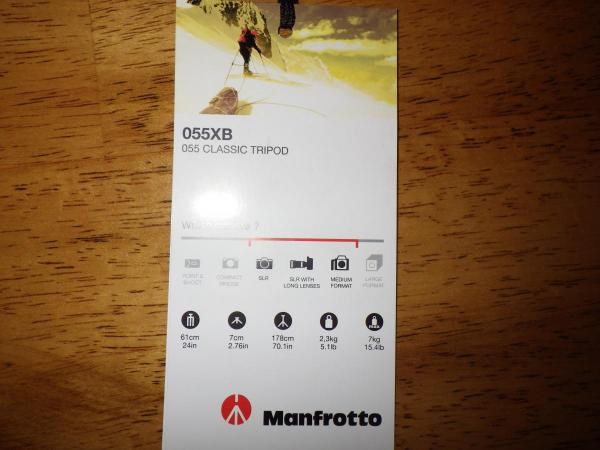 055XB
055 CLASSIC TRIPOD
?
POINT &
SHOOT
COMPACT
BRIDGE
SLR
SLR WITH
LONG LENSES
MEDIUM
FORMAT
LARGE
FORMAT
61cm
24in
7cm
2.76in
178cm
70.1in
2,3kg
5.1lb
7kg
15.4lb
Manfrotto